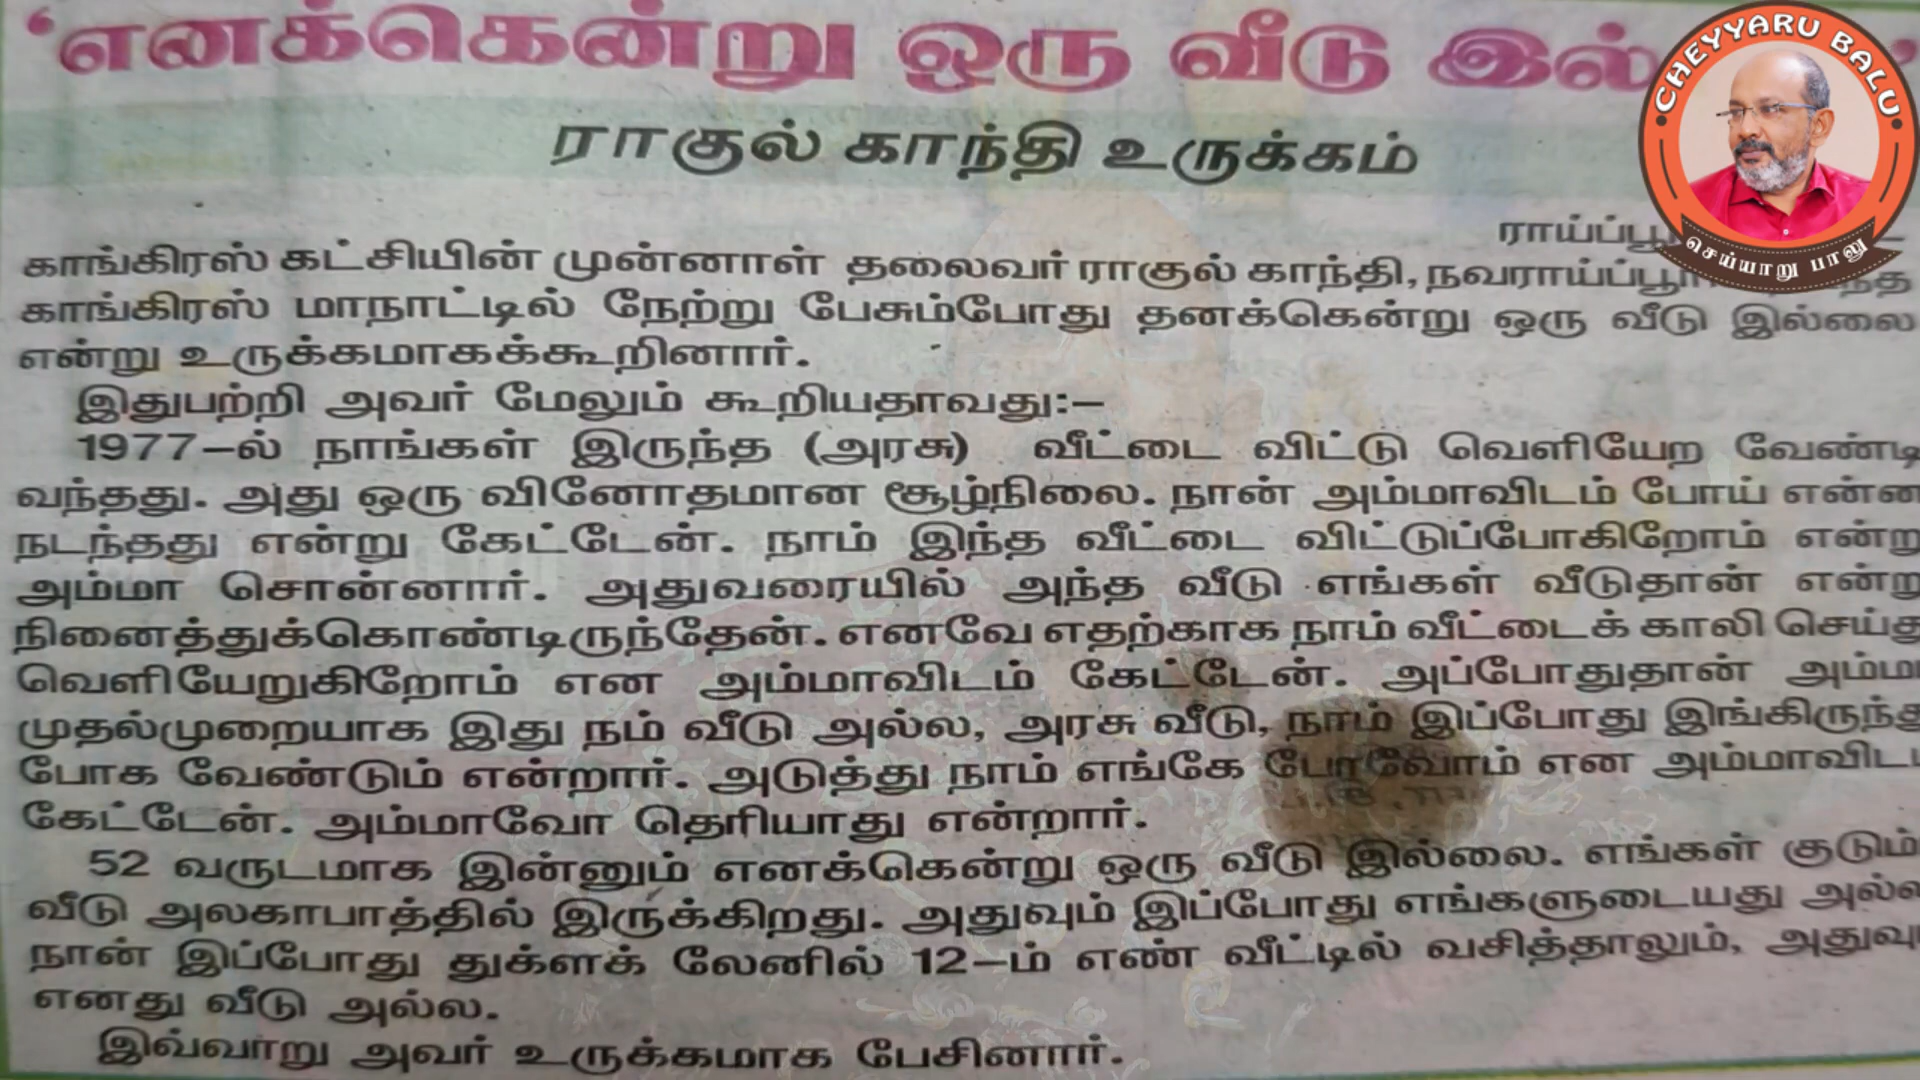 ‘எனக்கென்று ஒரு வீடு
ராகுல் காந்தி உருக்கம்
CHEYYARU BALU
செய்யாறு பாலு
காங்கிரஸ் கட்சியின் முன்னாள் தலைவர் ராகுல் காந்தி,
காங்கிரஸ் மாநாட்டில் நேற்று பேசும்போது தனக்கென்று ஒரு வீடு இல்லை
என்று உருக்கமாகக்கூறினார்.
இதுபற்றி அவர் மேலும் கூறியதாவது:–
1977–ல் நாங்கள் இருந்த (அரசு) வீட்டை விட்டு வெளியேற வேண்டி
வந்தது. அது ஒரு வினோதமான சூழ்நிலை. நான் அம்மாவிடம் போய் என்ன
நடந்தது என்று கேட்டேன். நாம் இந்த வீட்டை விட்டுப்போகிறோம் என்று
அம்மா சொன்னார். அதுவரையில் அந்த வீடு எங்கள் வீடுதான் என்று
நினைத்துக்கொண்டிருந்தேன். எனவே எதற்காக நாம் வீட்டைக் காலி செய்து
வெளியேறுகிறோம் என அம்மாவிடம் கேட்டேன். அப்போதுதான் அம்மா
முதல்முறையாக இது நம் வீடு அல்ல, அரசு வீடு, நாம் இப்போது இங்கிருந்து
போக வேண்டும் என்றார். அடுத்து நாம் எங்கே போவோம் என அம்மாவிடம்
கேட்டேன். அம்மாவோ தெரியாது என்றார்.
52 வருடமாக இன்னும் எனக்கென்று ஒரு வீடு இல்லை. எங்கள்
வீடு அலகாபாத்தில் இருக்கிறது. அதுவும் இப்போது எங்களுடையது
நான் இப்போது துக்ளக் லேனில் 12–ம் எண் வீட்டில் வசித்தாலும்,
எனது வீடு அல்ல.
இவ்வாறு அவர் உருக்கமாக பேசினார்.